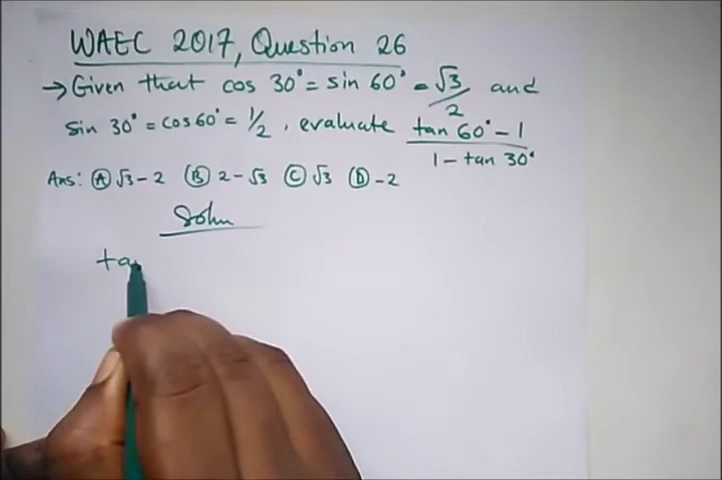 WAEC 2017, Question 26
→ Given that cos 30° = sin 60° = √3/2 and
sin 30° = cos 60° = 1/2, evaluate tan 60° - 1 / 1 - tan 30°
Ans: (A) √3 - 2 (B) 2 - √3 (C) √3 (D) -2
Soln
ta